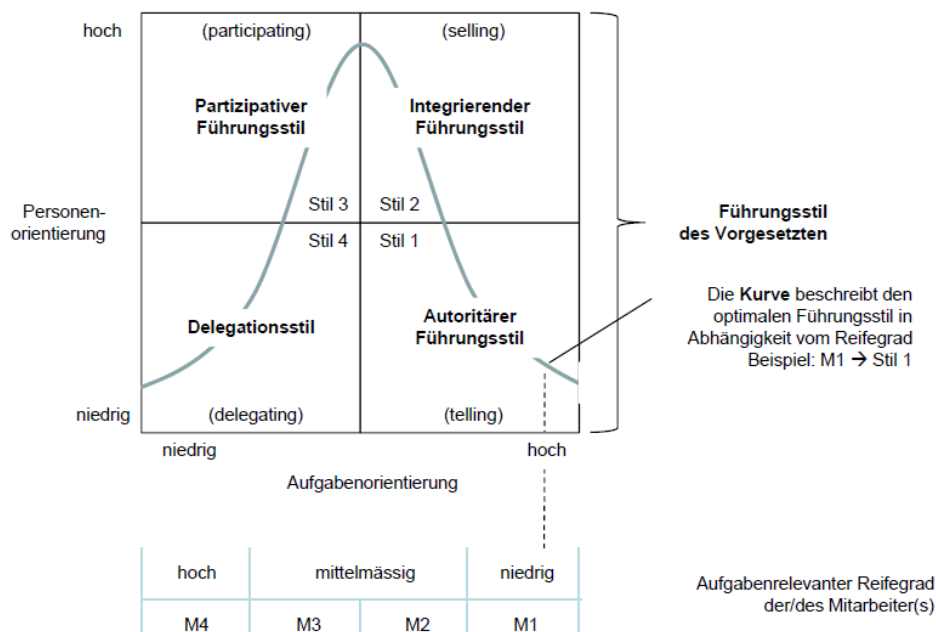 hoch
(participating)
(selling)
Partizipativer
Führungsstil
Integrierender
Führungsstil
Personen-
orientierung
Stil 3
Stil 2
Stil 4
Stil 1
Führungsstil
des Vorgesetzten
Delegationsstil
Autoritärer
Führungsstil
Die Kurve beschreibt den
optimalen Führungsstil in
Abhängigkeit vom Reifegrad
Beispiel: M1 → Stil 1
niedrig
(delegating)
(telling)
niedrig
hoch
Aufgabenorientierung
hoch
mittelmässig
niedrig
M4
M3
M2
M1
Aufgabenrelevanter Reifegrad
der/des Mitarbeiter(s)